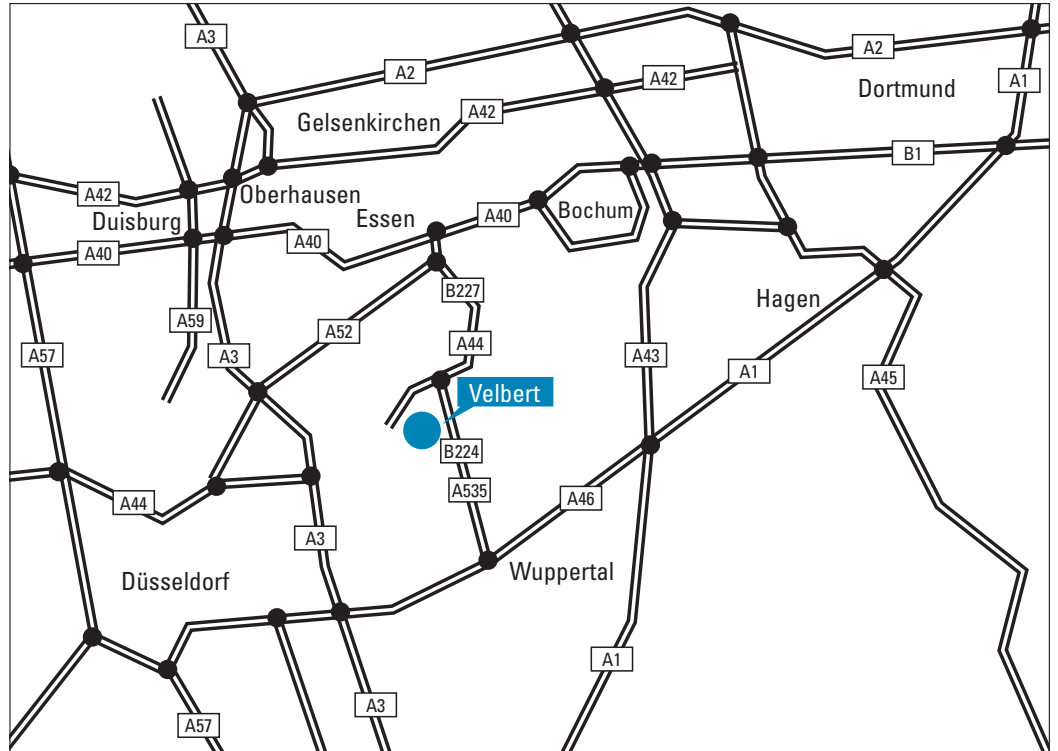 A3
A2
A2
A42
A1
Dortmund
A42
Gelsenkirchen
B1
A42
Oberhausen
Duisburg
Essen
A40
Bochum
A40
A40
B227
Hagen
A59
A52
A57
A3
A44
A43
A1
A45
Velbert
B224
A535
A44
A46
A3
Düsseldorf
Wuppertal
A1
A3
A57